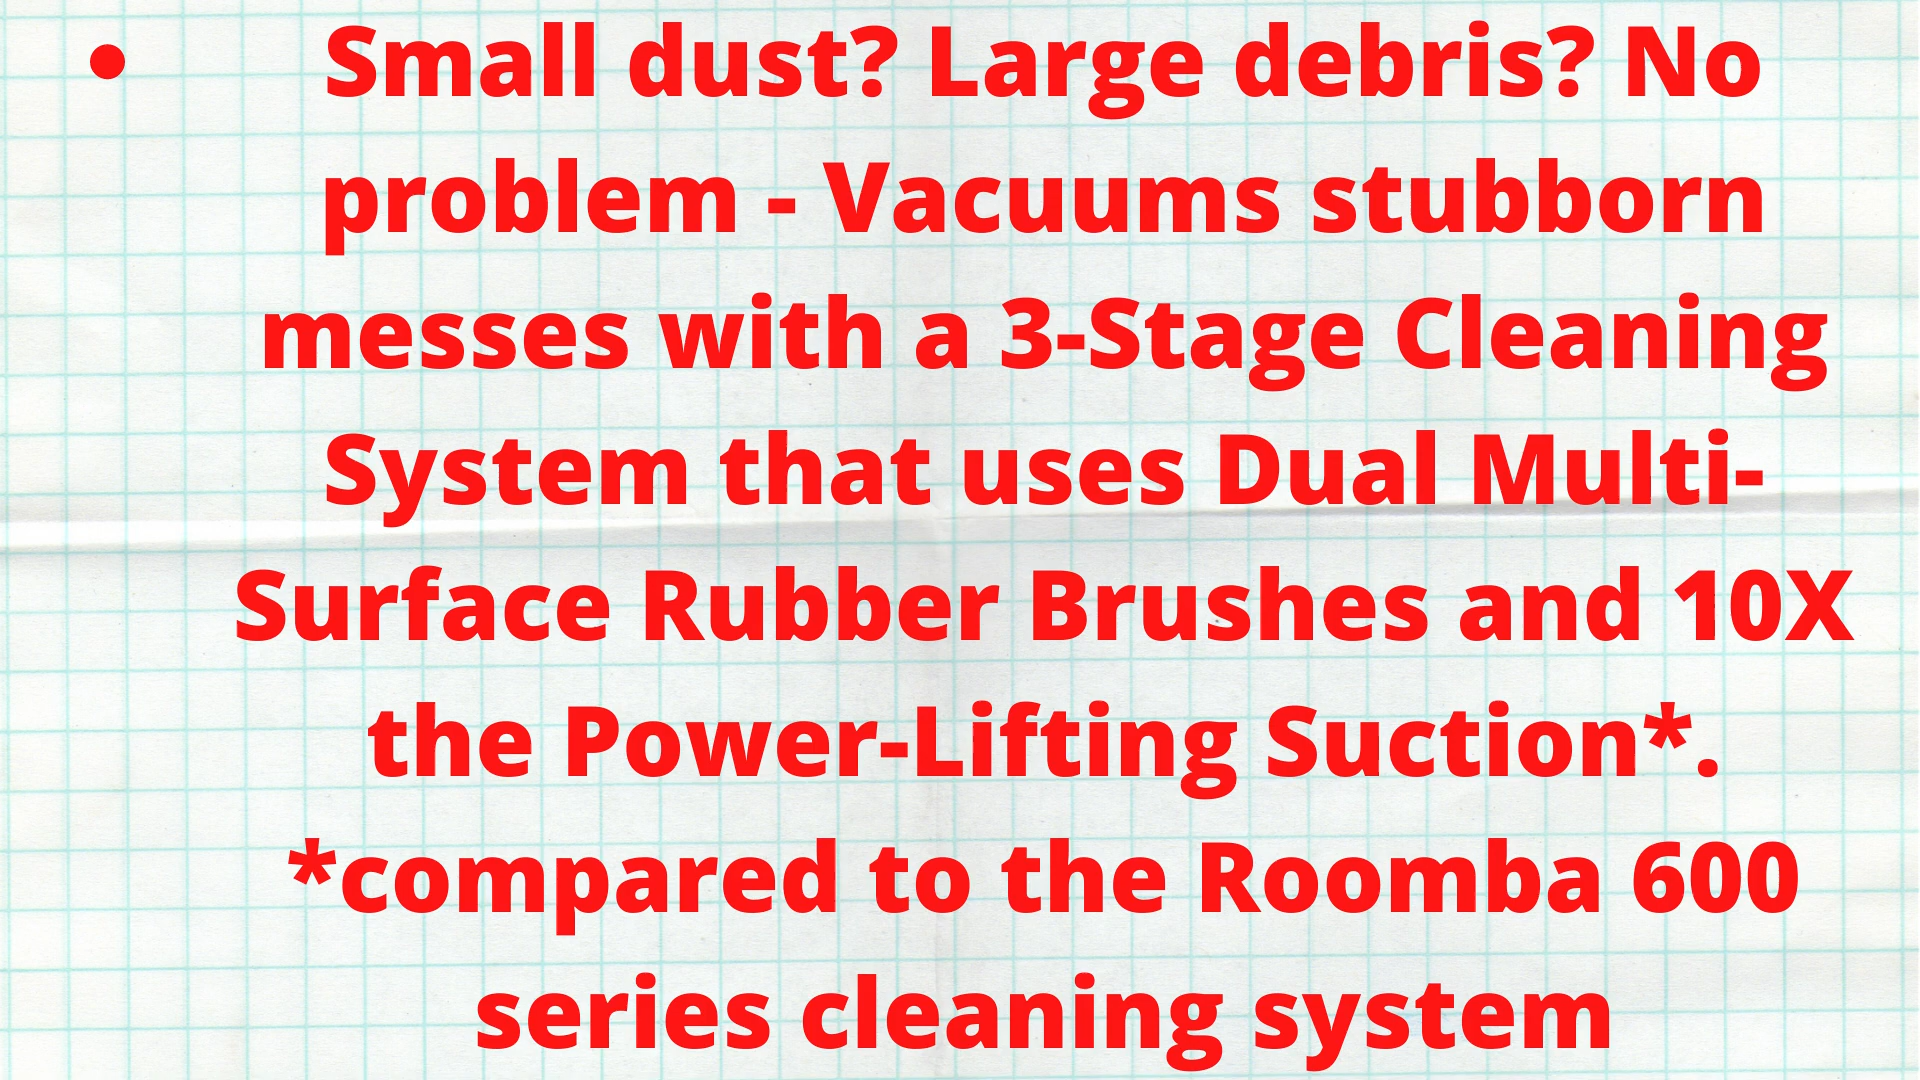 • Small dust? Large debris? No
problem - Vacuums stubborn
messes with a 3-Stage Cleaning
System that uses Dual Multi-
Surface Rubber Brushes and 10X
the Power-Lifting Suction*.
*compared to the Roomba 600
series cleaning system